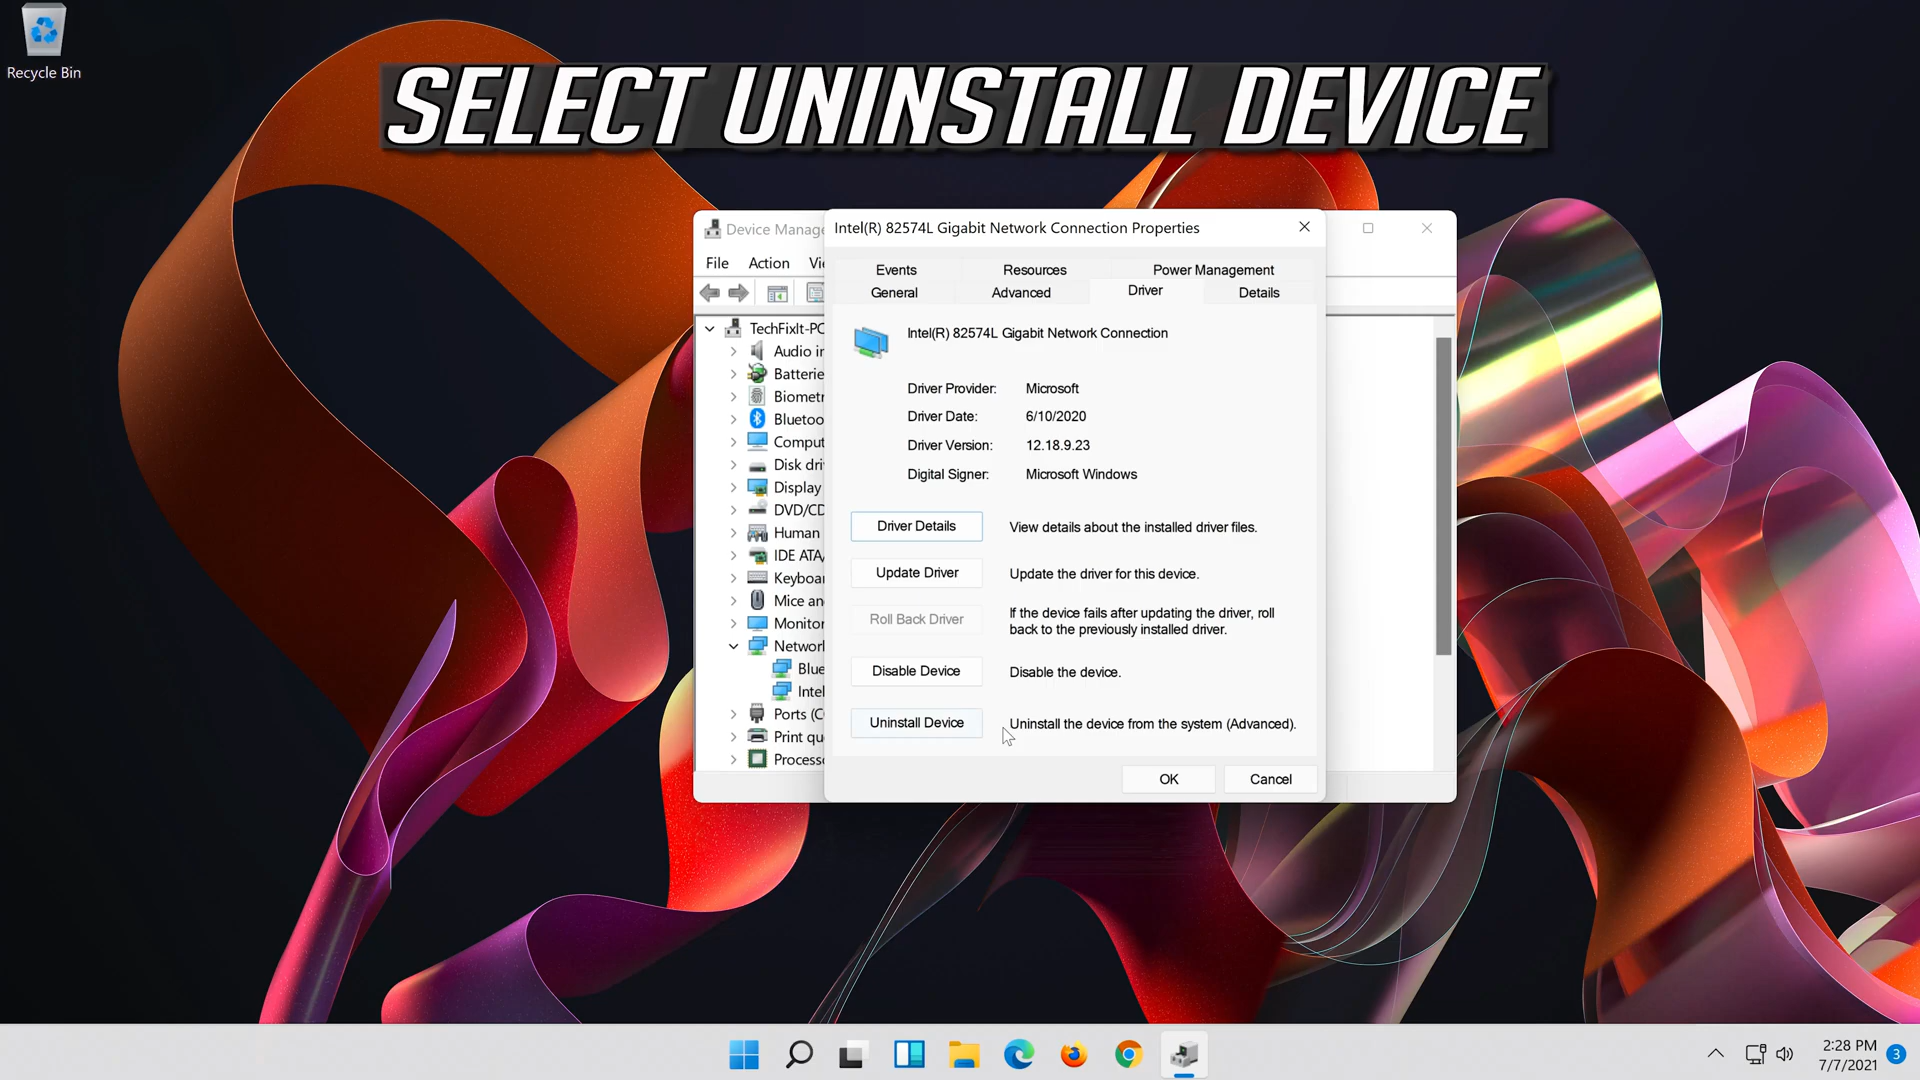 Recycle Bin
SELECT UNINSTALL DEVICE
Device Manag
Intel(R) 82574L Gigabit Network Connection Properties
File Action Vi
Events Resources Power Management
General Advanced Driver Details
TechFixIt-PC
Audio in
Batterie
Biometr
Bluetoo
Comput
Disk dri
Display
DVD/CD
Human
IDE ATA/
Keyboar
Mice an
Monitor
Network
Blue
Intel
Ports (C
Print qu
Processo
Intel(R) 82574L Gigabit Network Connection
Driver Provider: Microsoft
Driver Date: 6/10/2020
Driver Version: 12.18.9.23
Digital Signer: Microsoft Windows
Driver Details View details about the installed driver files.
Update Driver Update the driver for this device.
Roll Back Driver If the device fails after updating the driver, roll
back to the previously installed driver.
Disable Device Disable the device.
Uninstall Device Uninstall the device from the system (Advanced).
OK Cancel
2:28 PM
7/7/2021
3